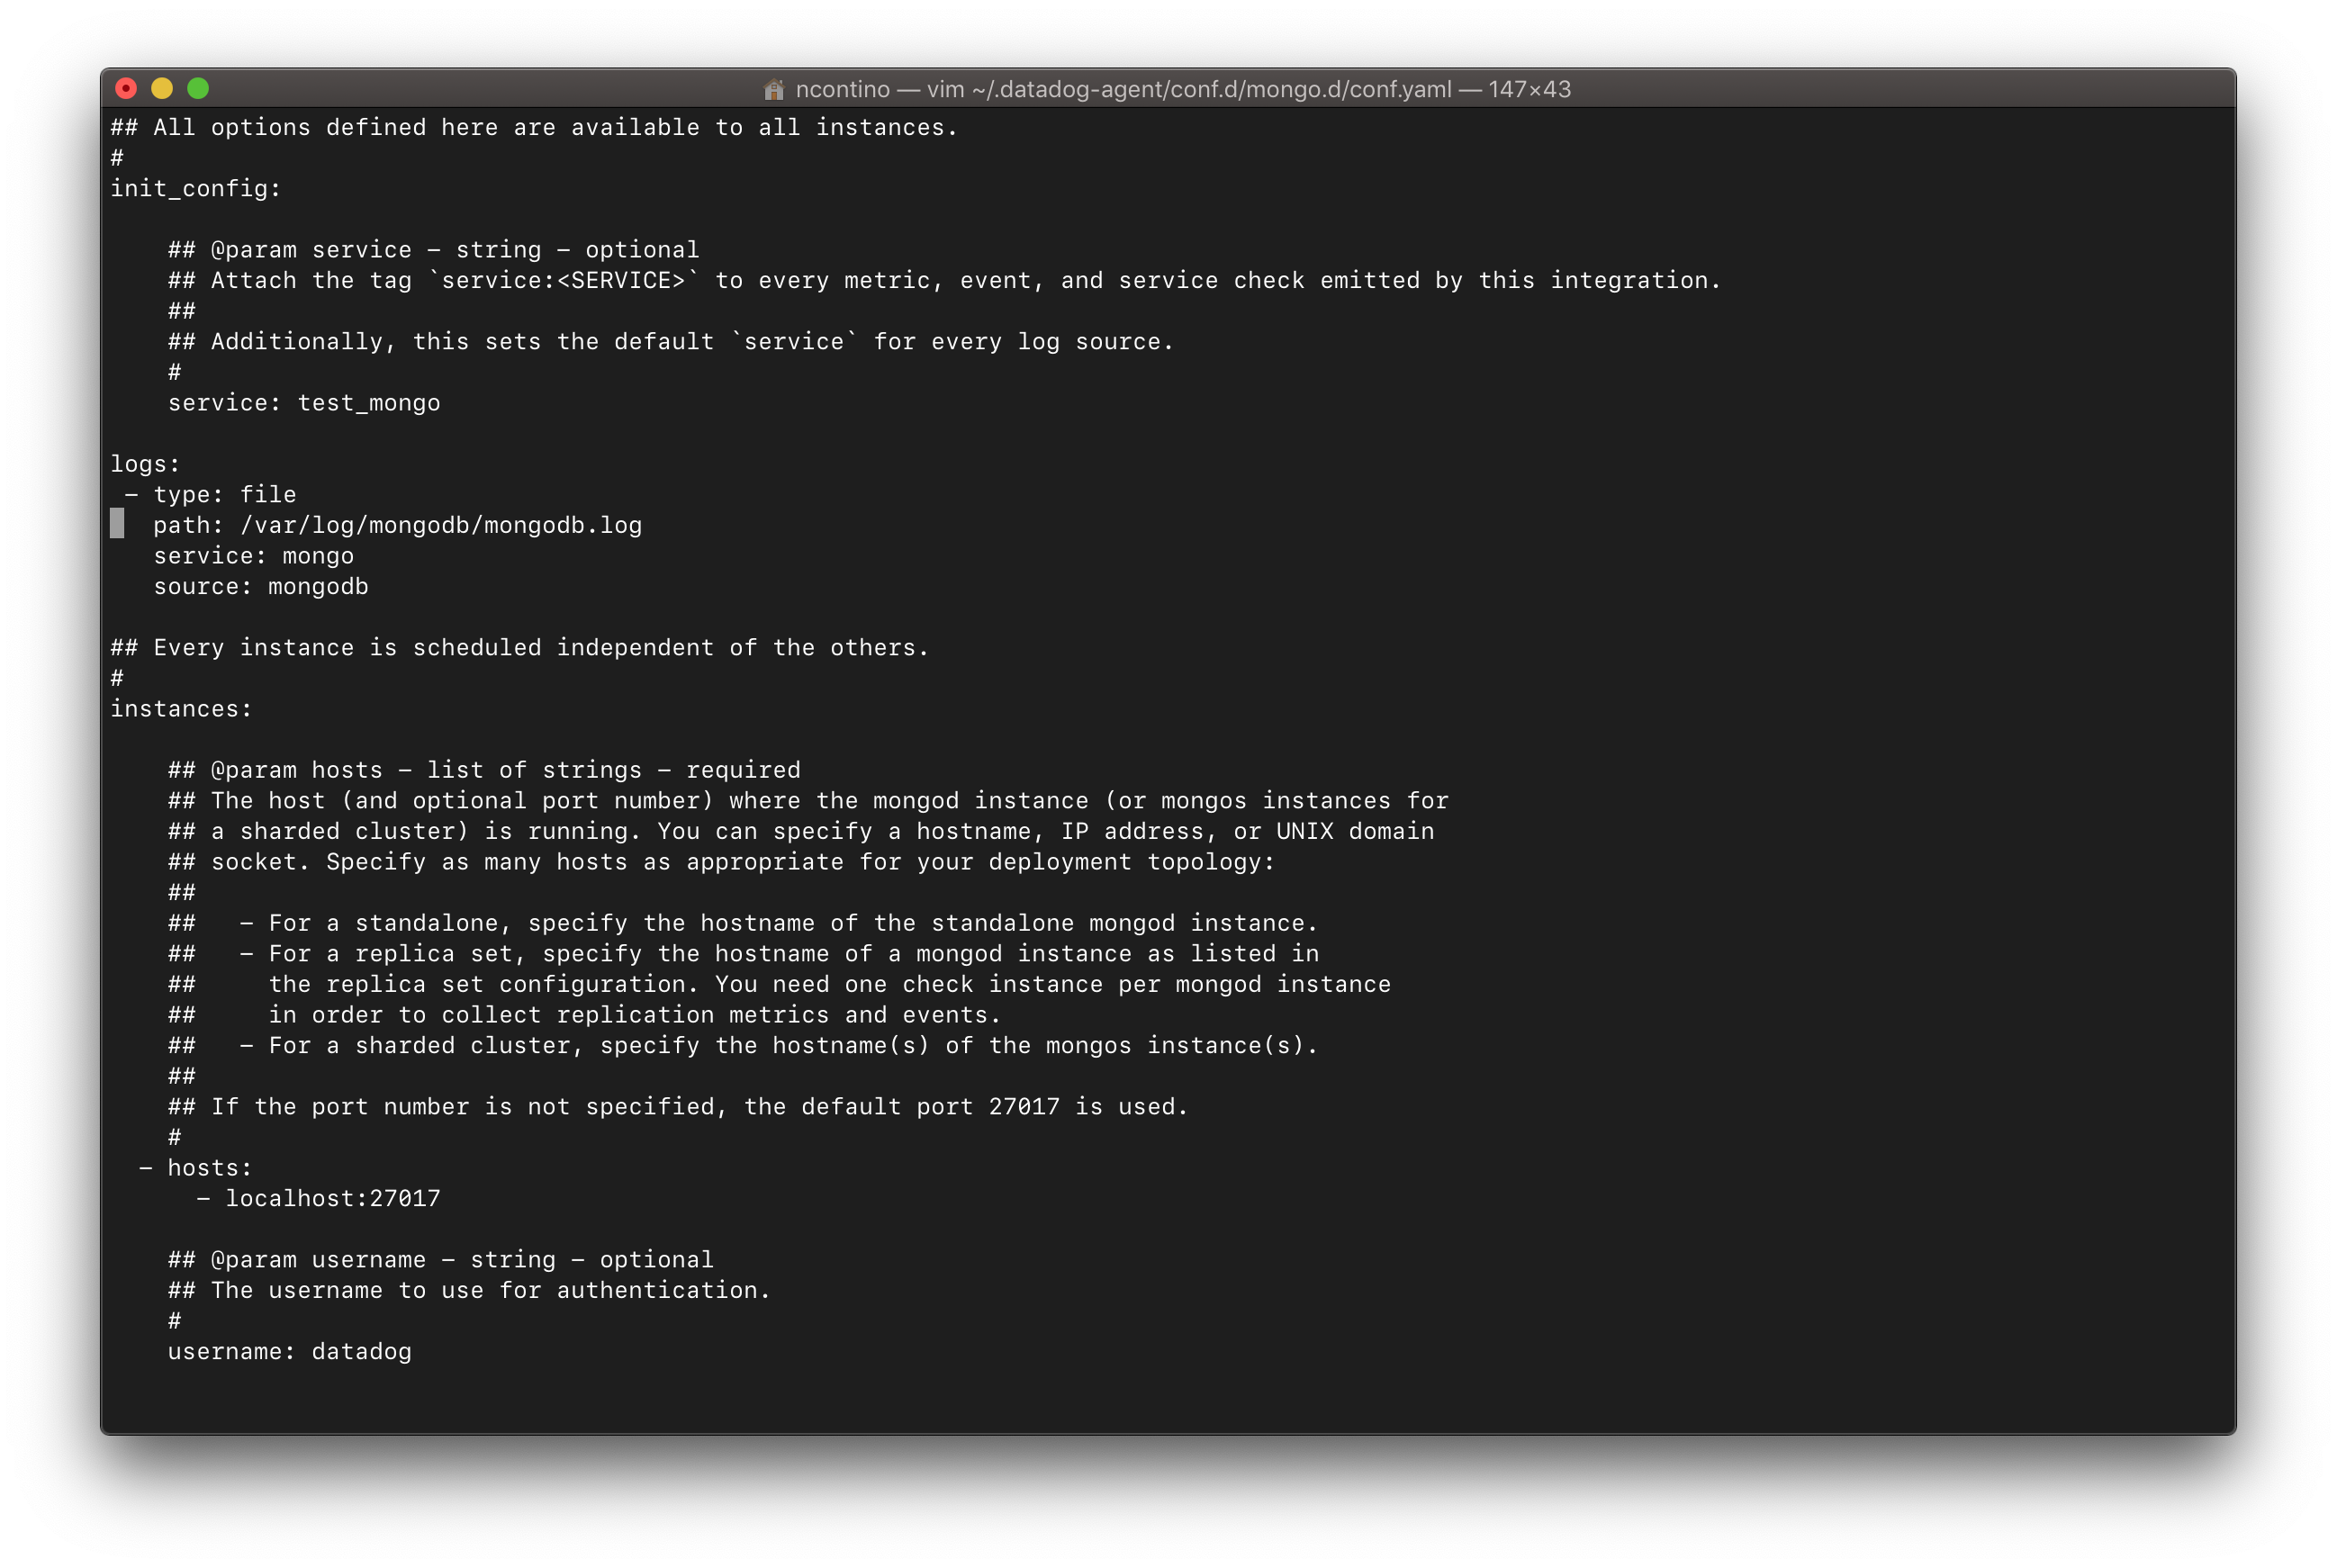 ncontino — vim ~/.datadog-agent/conf.d/mongo.d/conf.yaml — 147×43
## All options defined here are available to all instances.
#
init_config:
## @param service - string - optional
## Attach the tag `service:<SERVICE>` to every metric, event, and service check emitted by this integration.
##
## Additionally, this sets the default `service` for every log source.
#
service: test_mongo
logs:
- type: file
path: /var/log/mongodb/mongodb.log
service: mongo
source: mongodb
## Every instance is scheduled independent of the others.
#
instances:
## @param hosts - list of strings - required
## The host (and optional port number) where the mongod instance (or mongos instances for
## a sharded cluster) is running. You can specify a hostname, IP address, or UNIX domain
## socket. Specify as many hosts as appropriate for your deployment topology:
##
##   - For a standalone, specify the hostname of the standalone mongod instance.
##   - For a replica set, specify the hostname of a mongod instance as listed in
##     the replica set configuration. You need one check instance per mongod instance
##     in order to collect replication metrics and events.
##   - For a sharded cluster, specify the hostname(s) of the mongos instance(s).
##
## If the port number is not specified, the default port 27017 is used.
#
- hosts:
- localhost:27017
## @param username - string - optional
## The username to use for authentication.
#
username: datadog